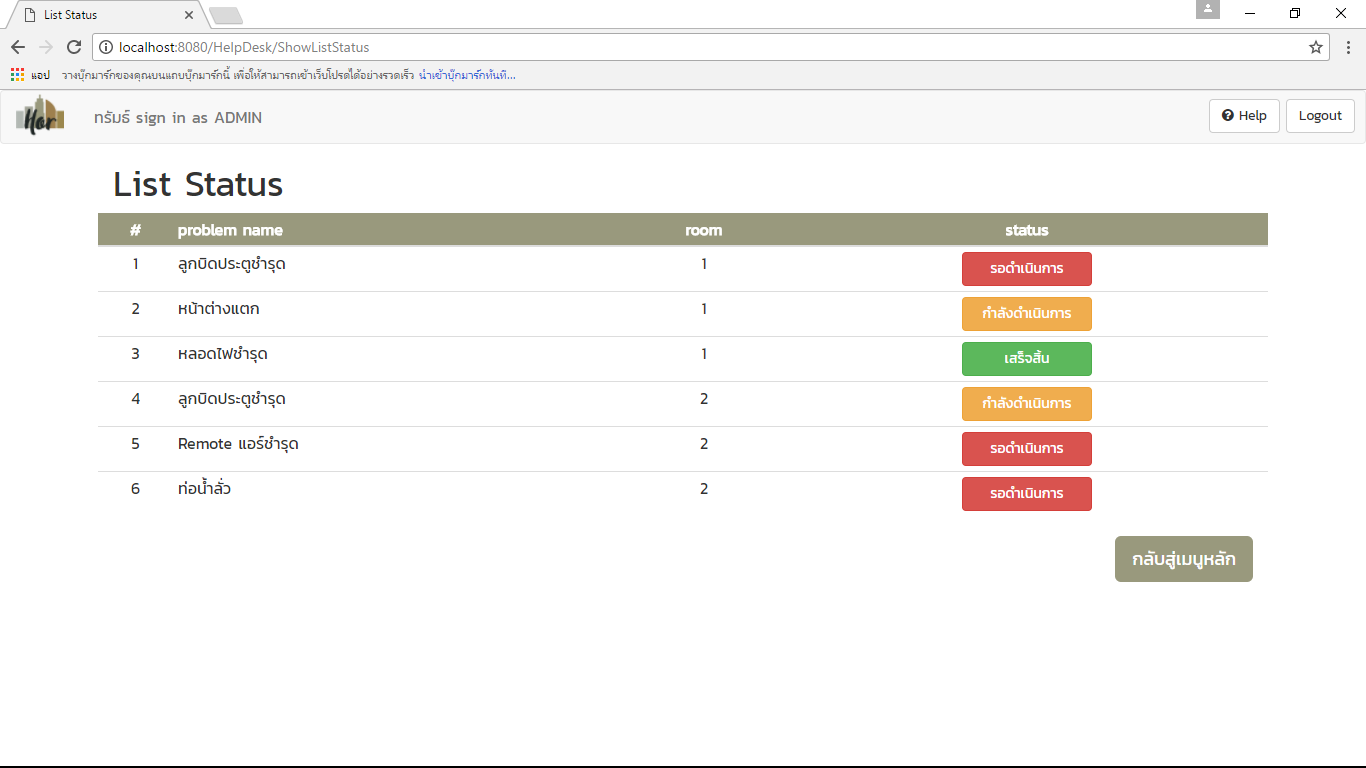 List Status
localhost:8080/HelpDesk/ShowListStatus
แอป วางบุ๊กมาร์กของคุณบนแถบบุ๊กมาร์กนี้ เพื่อให้สามารถเข้าเว็บโปรดได้อย่างรวดเร็ว นำเข้าบุ๊กมาร์กทันที...
Hor ทรัมธ์ sign in as ADMIN Help Logout
List Status
# problem name room status
1 ลูกบิดประตูชำรุด 1 รอดำเนินการ
2 หน้าต่างแตก 1 กำลังดำเนินการ
3 หลอดไฟชำรุด 1 เสร็จสิ้น
4 ลูกบิดประตูชำรุด 2 กำลังดำเนินการ
5 Remote แอร์ชำรุด 2 รอดำเนินการ
6 ท่อน้ำลั่ว 2 รอดำเนินการ
กลับสู่เมนูหลัก